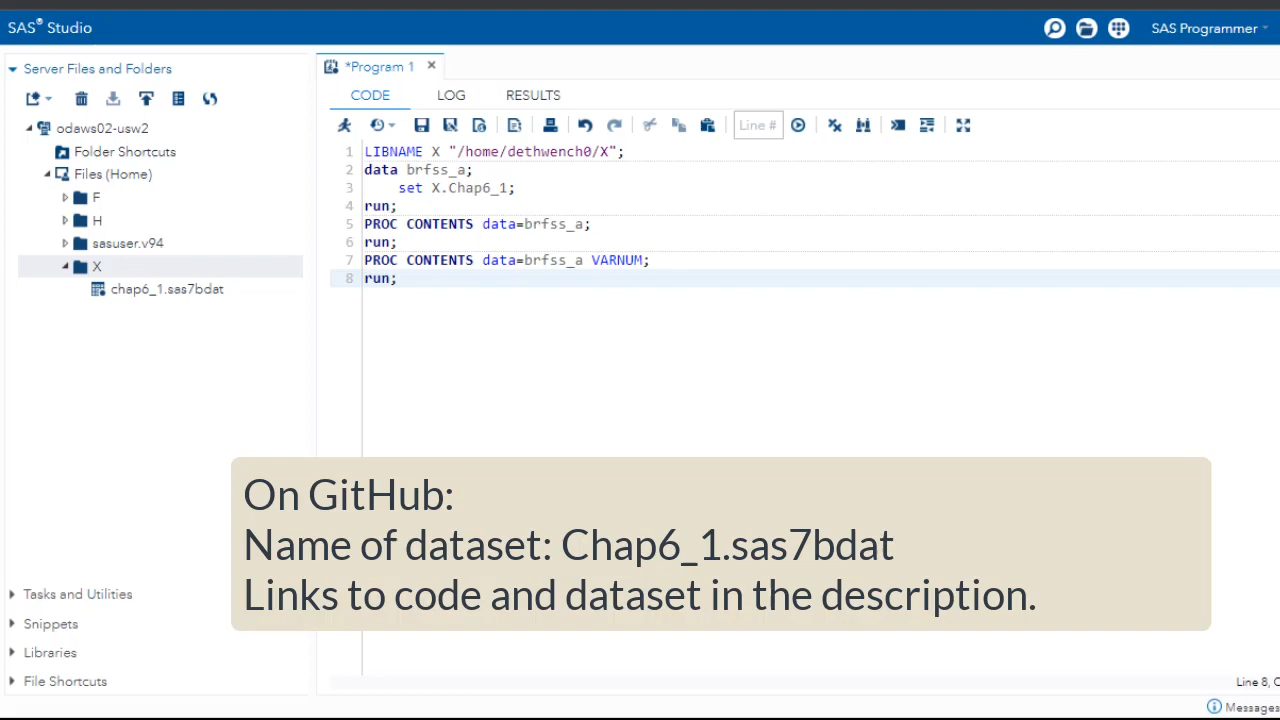 SAS® Studio
SAS Programmer
Server Files and Folders
odaws02-usw2
Folder Shortcuts
Files (Home)
F
H
sasuser.v94
X
chap6_1.sas7bdat
Tasks and Utilities
Snippets
Libraries
File Shortcuts
*Program 1
CODE LOG RESULTS
Line #
1 LIBNAME X "/home/dethwench0/X";
2 data brfss_a;
3 set X.Chap6_1;
4 run;
5 PROC CONTENTS data=brfss_a;
6 run;
7 PROC CONTENTS data=brfss_a VARNUM;
8 run;
On GitHub:
Name of dataset: Chap6_1.sas7bdat
Links to code and dataset in the description.
Line 8, C
Messages